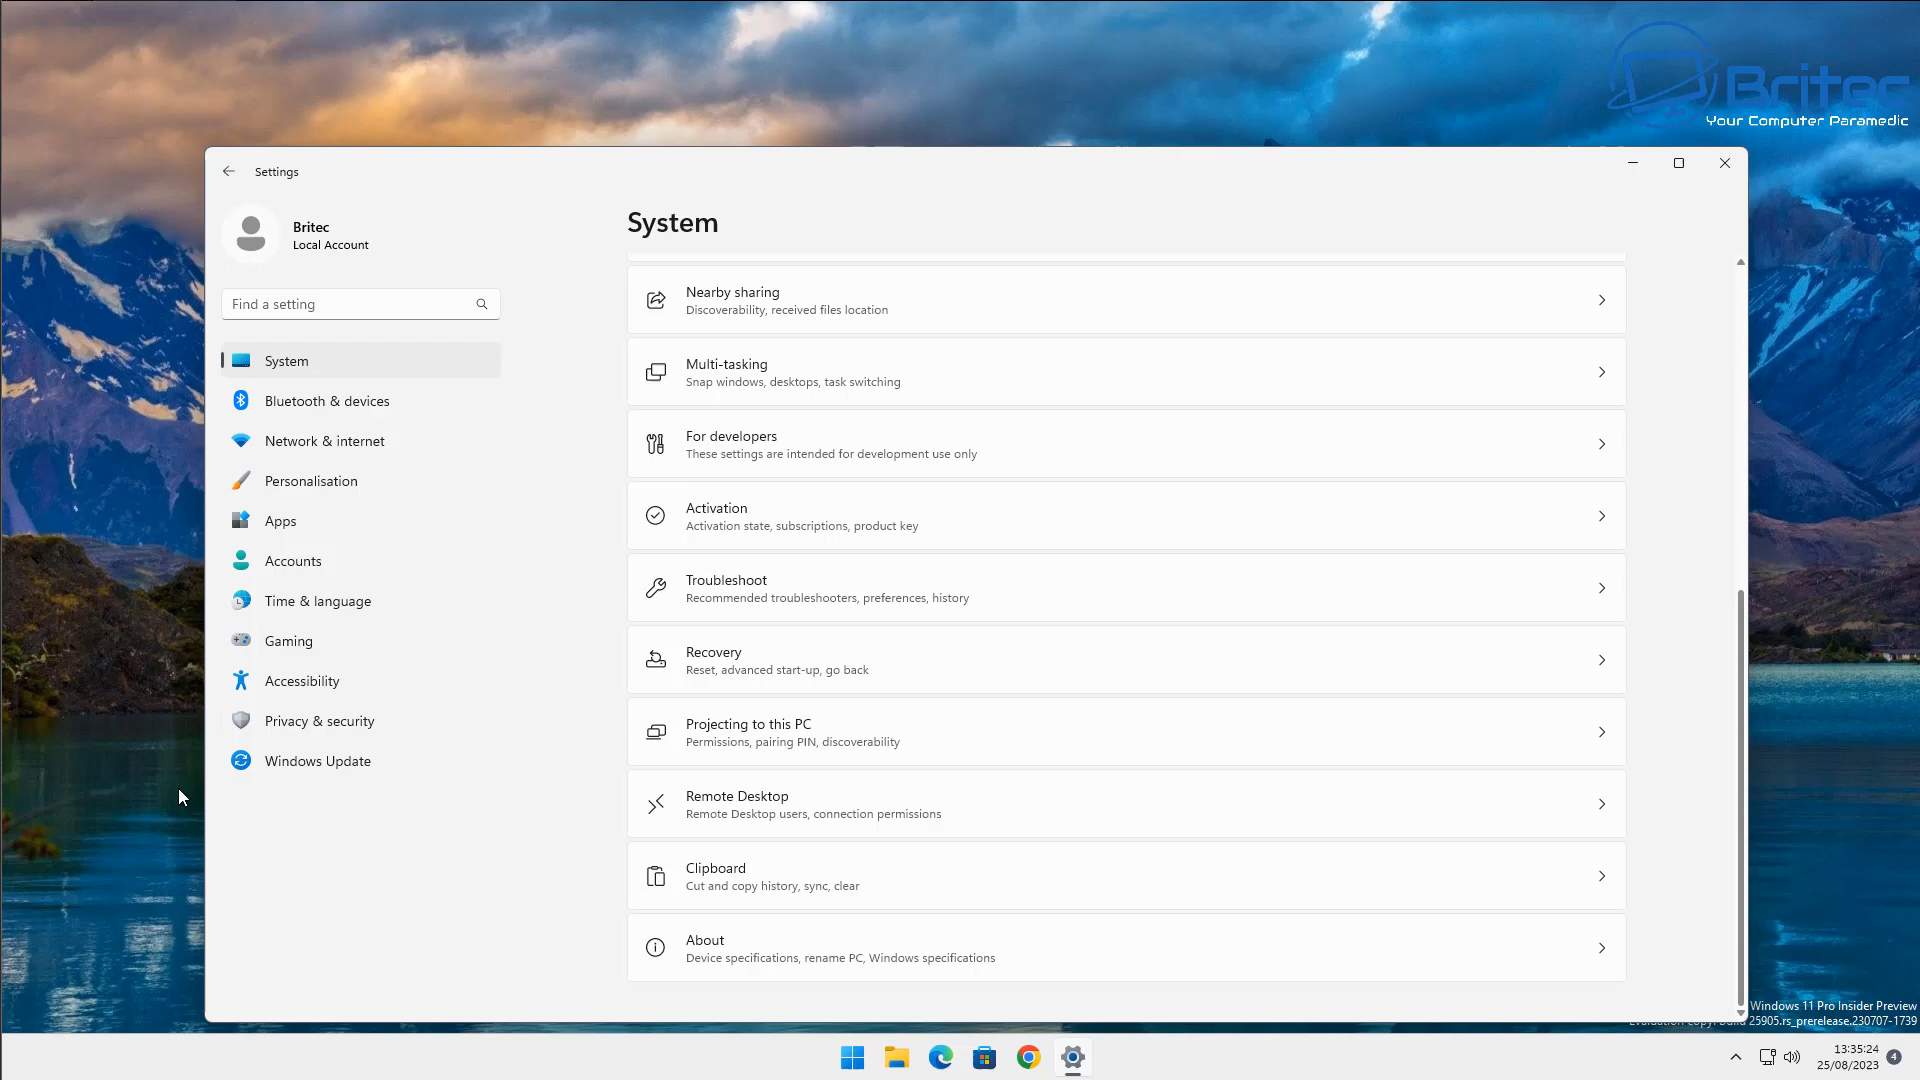 Britec
Your Computer Paramedic
Settings
Britec
Local Account
Find a setting
System
Bluetooth & devices
Network & internet
Personalisation
Apps
Accounts
Time & language
Gaming
Accessibility
Privacy & security
Windows Update
System
Nearby sharing
Discoverability, received files location
Multi-tasking
Snap windows, desktops, task switching
For developers
These settings are intended for development use only
Activation
Activation state, subscriptions, product key
Troubleshoot
Recommended troubleshooters, preferences, history
Recovery
Reset, advanced start-up, go back
Projecting to this PC
Permissions, pairing PIN, discoverability
Remote Desktop
Remote Desktop users, connection permissions
Clipboard
Cut and copy history, sync, clear
About
Device specifications, rename PC, Windows specifications
Windows 11 Pro Insider Preview
Evaluation copy. Build 25905.rs_prerelease.230707-1739
13:35:24
25/08/2023
4